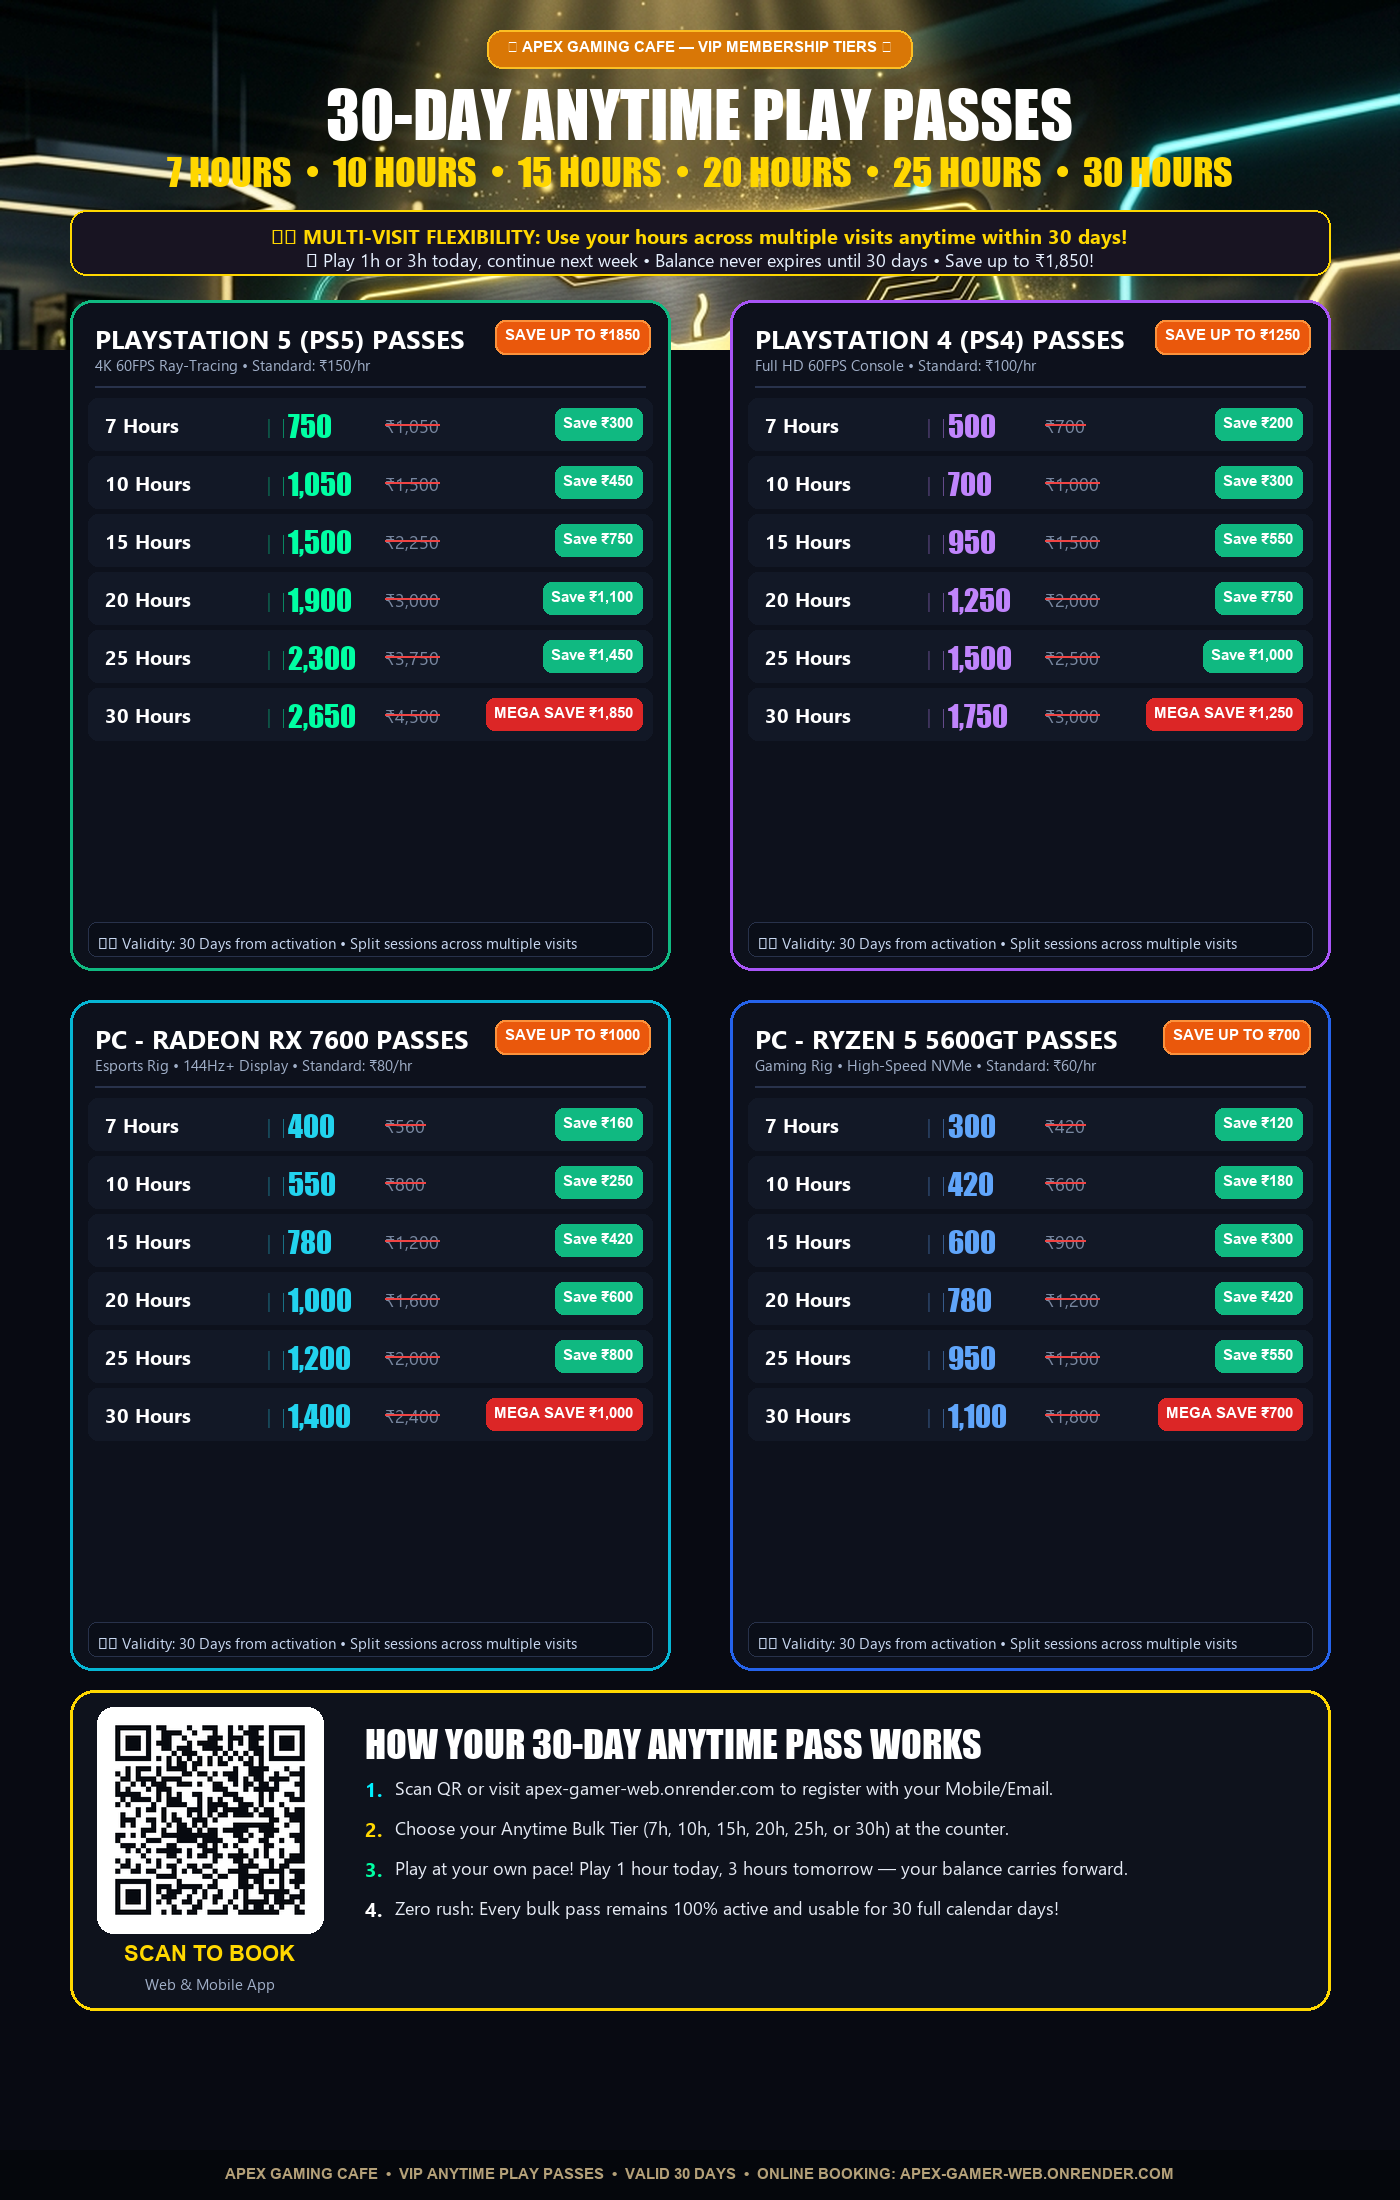 APEX GAMING CAFE — VIP MEMBERSHIP TIERS
30-DAY ANYTIME PLAY PASSES
7 HOURS • 10 HOURS • 15 HOURS • 20 HOURS • 25 HOURS • 30 HOURS
MULTI-VISIT FLEXIBILITY: Use your hours across multiple visits anytime within 30 days!
Play 1h or 3h today, continue next week • Balance never expires until 30 days • Save up to ₹1,850!
PLAYSTATION 5 (PS5) PASSES SAVE UP TO ₹1850
4K 60FPS Ray-Tracing • Standard: ₹150/hr
7 Hours 750 ₹1,050 Save ₹300
10 Hours 1,050 ₹1,500 Save ₹450
15 Hours 1,500 ₹2,250 Save ₹750
20 Hours 1,900 ₹3,000 Save ₹1,100
25 Hours 2,300 ₹3,750 Save ₹1,450
30 Hours 2,650 ₹4,500 MEGA SAVE ₹1,850
Validity: 30 Days from activation • Split sessions across multiple visits
PLAYSTATION 4 (PS4) PASSES SAVE UP TO ₹1250
Full HD 60FPS Console • Standard: ₹100/hr
7 Hours 500 ₹700 Save ₹200
10 Hours 700 ₹1,000 Save ₹300
15 Hours 950 ₹1,500 Save ₹550
20 Hours 1,250 ₹2,000 Save ₹750
25 Hours 1,500 ₹2,500 Save ₹1,000
30 Hours 1,750 ₹3,000 MEGA SAVE ₹1,250
Validity: 30 Days from activation • Split sessions across multiple visits
PC - RADEON RX 7600 PASSES SAVE UP TO ₹1000
Esports Rig • 144Hz+ Display • Standard: ₹80/hr
7 Hours 400 ₹560 Save ₹160
10 Hours 550 ₹800 Save ₹250
15 Hours 780 ₹1,200 Save ₹420
20 Hours 1,000 ₹1,600 Save ₹600
25 Hours 1,200 ₹2,000 Save ₹800
30 Hours 1,400 ₹2,400 MEGA SAVE ₹1,000
Validity: 30 Days from activation • Split sessions across multiple visits
PC - RYZEN 5 5600GT PASSES SAVE UP TO ₹700
Gaming Rig • High-Speed NVMe • Standard: ₹60/hr
7 Hours 300 ₹420 Save ₹120
10 Hours 420 ₹600 Save ₹180
15 Hours 600 ₹900 Save ₹300
20 Hours 780 ₹1,200 Save ₹420
25 Hours 950 ₹1,500 Save ₹550
30 Hours 1,100 ₹1,800 MEGA SAVE ₹700
Validity: 30 Days from activation • Split sessions across multiple visits
SCAN TO BOOK
Web & Mobile App
HOW YOUR 30-DAY ANYTIME PASS WORKS
1. Scan QR or visit apex-gamer-web.onrender.com to register with your Mobile/Email.
2. Choose your Anytime Bulk Tier (7h, 10h, 15h, 20h, 25h, or 30h) at the counter.
3. Play at your own pace! Play 1 hour today, 3 hours tomorrow — your balance carries forward.
4. Zero rush: Every bulk pass remains 100% active and usable for 30 full calendar days!
APEX GAMING CAFE • VIP ANYTIME PLAY PASSES • VALID 30 DAYS • ONLINE BOOKING: APEX-GAMER-WEB.ONRENDER.COM